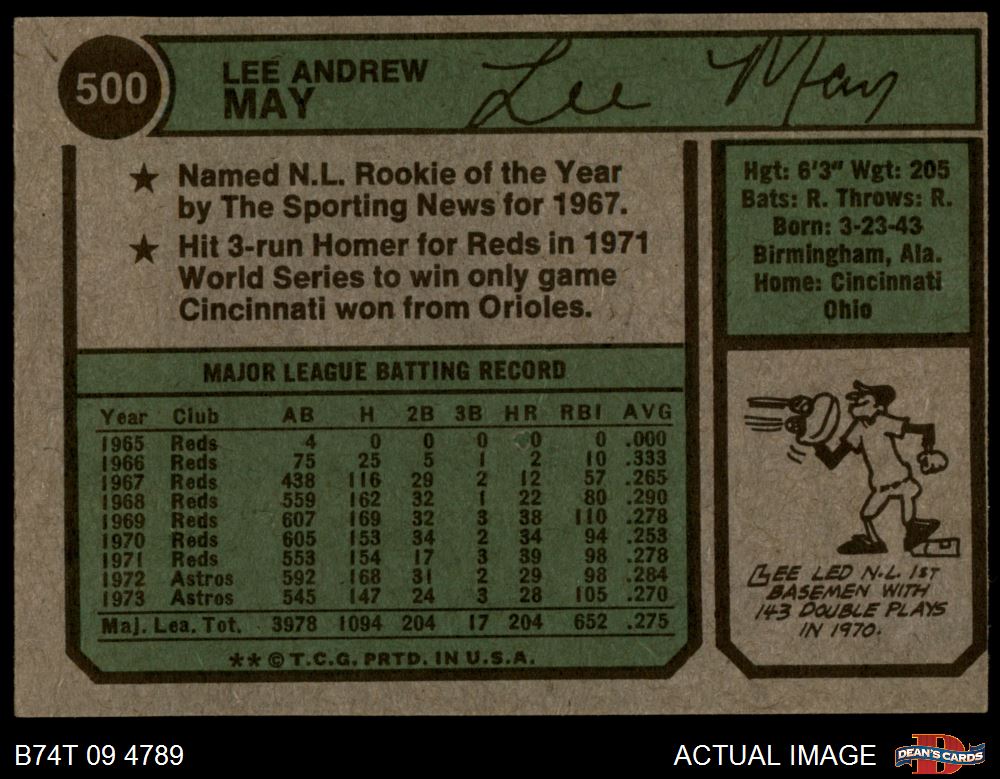 500
LEE ANDREW
MAY
Lee May
★ Named N.L. Rookie of the Year
by The Sporting News for 1967.
★ Hit 3-run Homer for Reds in 1971
World Series to win only game
Cincinnati won from Orioles.
Hgt: 6'3" Wgt: 205
Bats: R. Throws: R.
Born: 3-23-43
Birmingham, Ala.
Home: Cincinnati
Ohio
MAJOR LEAGUE BATTING RECORD
Year Club AB H 2B 3B HR RBI AVG
1965 Reds 4 0 0 0 0 0 .000
1966 Reds 75 25 5 1 2 10 .333
1967 Reds 438 116 29 2 12 57 .265
1968 Reds 559 162 32 1 22 80 .290
1969 Reds 607 169 32 3 38 110 .278
1970 Reds 605 153 34 2 34 94 .253
1971 Reds 553 154 17 3 39 98 .278
1972 Astros 592 168 31 2 29 98 .284
1973 Astros 545 147 24 3 28 105 .270
Maj. Lea. Tot. 3978 1094 204 17 204 652 .275
** © T.C.G. PRTD. IN U.S.A.
LEE LED N.L. 1ST
BASEMEN WITH
143 DOUBLE PLAYS
IN 1970.
B74T 09 4789
ACTUAL IMAGE
DEAN'S CARDS